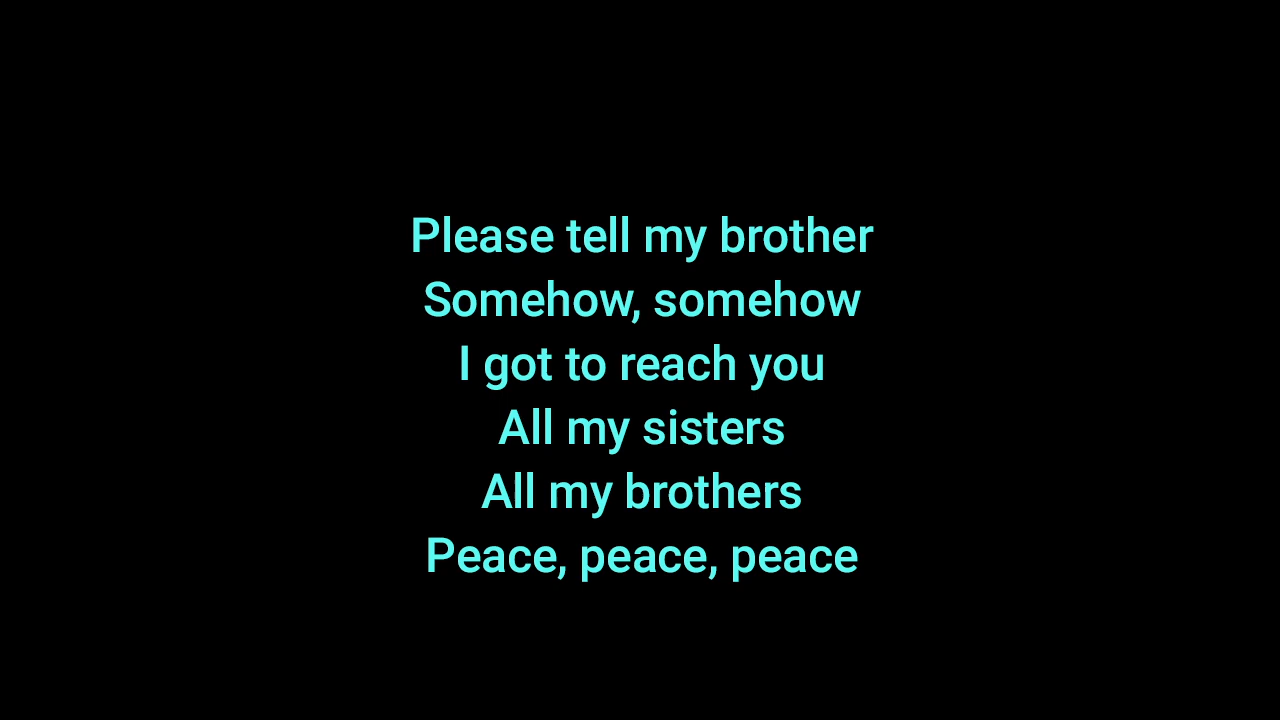 Please tell my brother
Somehow, somehow
I got to reach you
All my sisters
All my brothers
Peace, peace, peace